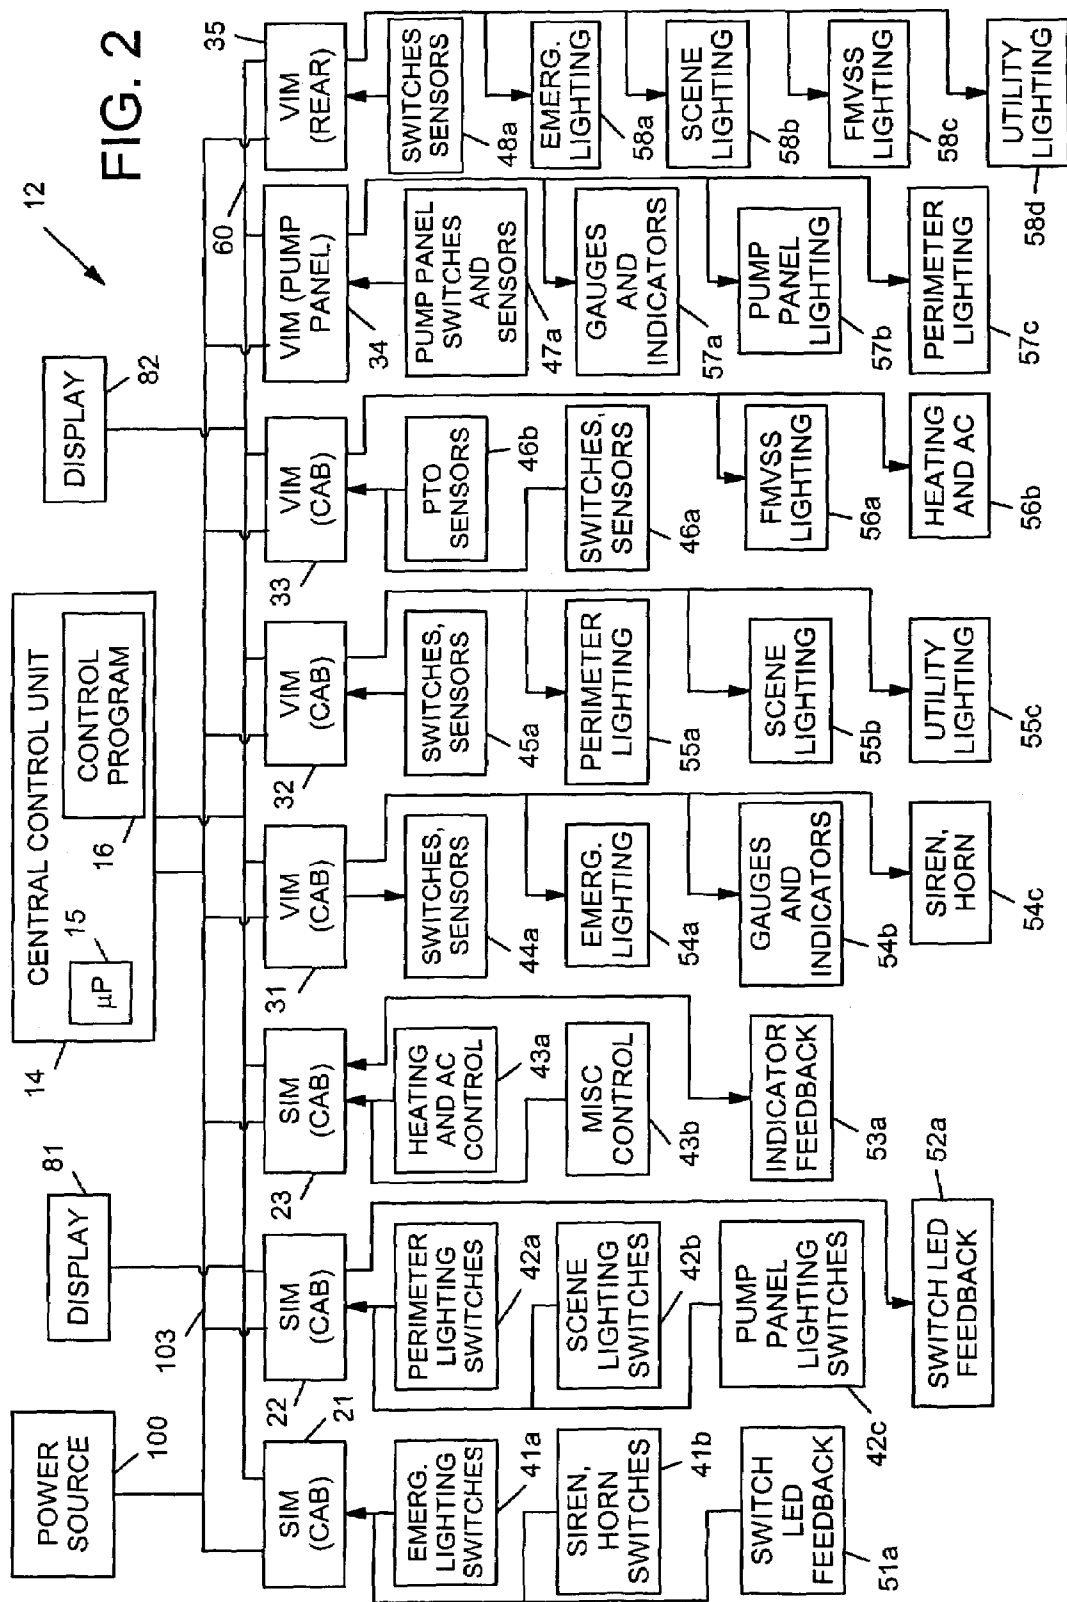 FIG. 2
12
POWER
SOURCE
100
103
DISPLAY
81
CENTRAL CONTROL UNIT
14
µP
15
CONTROL
PROGRAM
16
DISPLAY
82
60
SIM
(CAB)
21
EMERG.
LIGHTING
SWITCHES
41a
SIREN,
HORN
SWITCHES
41b
SWITCH
LED
FEEDBACK
51a
SIM
(CAB)
22
PERIMETER
LIGHTING
SWITCHES
42a
SCENE
LIGHTING
SWITCHES
42b
PUMP
PANEL
LIGHTING
SWITCHES
42c
SWITCH LED
FEEDBACK
52a
SIM
(CAB)
23
HEATING
AND AC
CONTROL
43a
MISC
CONTROL
43b
INDICATOR
FEEDBACK
53a
VIM
(CAB)
31
SWITCHES,
SENSORS
44a
EMERG.
LIGHTING
54a
GAUGES
AND
INDICATORS
54b
SIREN,
HORN
54c
VIM
(CAB)
32
SWITCHES,
SENSORS
45a
PERIMETER
LIGHTING
55a
SCENE
LIGHTING
55b
UTILITY
LIGHTING
55c
VIM
(CAB)
33
PTO
SENSORS
46b
SWITCHES,
SENSORS
46a
FMVSS
LIGHTING
56a
HEATING
AND AC
56b
VIM (PUMP
PANEL)
34
PUMP PANEL
SWITCHES
AND
SENSORS
47a
GAUGES
AND
INDICATORS
57a
PUMP
PANEL
LIGHTING
57b
PERIMETER
LIGHTING
57c
VIM
(REAR)
35
SWITCHES
SENSORS
48a
EMERG.
LIGHTING
58a
SCENE
LIGHTING
58b
FMVSS
LIGHTING
58c
UTILITY
LIGHTING
58d